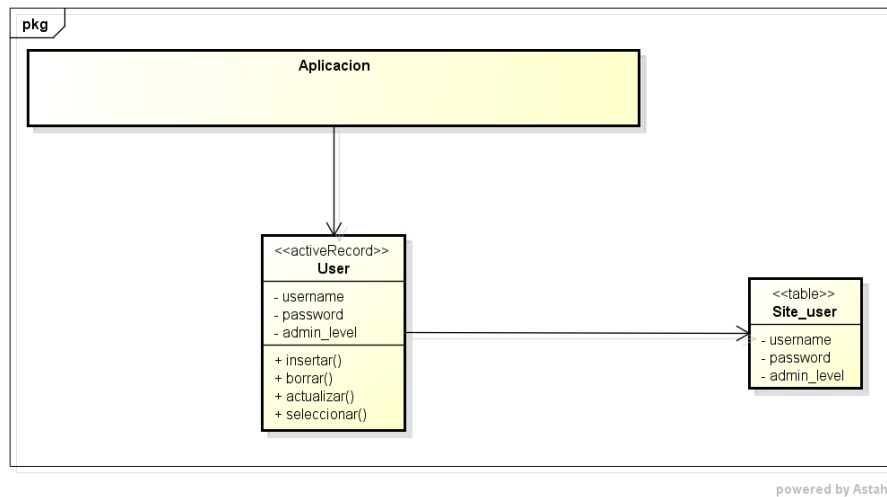 pkg
Aplicacion
<<activeRecord>>
User
- username
- password
- admin_level
+ insertar()
+ borrar()
+ actualizar()
+ seleccionar()
<<table>>
Site_user
- username
- password
- admin_level
powered by Astah